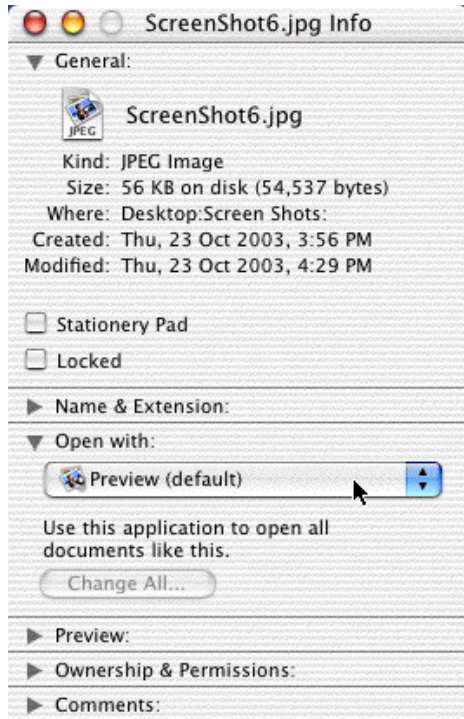 ScreenShot6.jpg Info
General:
JPEG
ScreenShot6.jpg
Kind: JPEG Image
Size: 56 KB on disk (54,537 bytes)
Where: Desktop:Screen Shots:
Created: Thu, 23 Oct 2003, 3:56 PM
Modified: Thu, 23 Oct 2003, 4:29 PM
Stationery Pad
Locked
Name & Extension:
Open with:
Preview (default)
Use this application to open all
documents like this.
Change All...
Preview:
Ownership & Permissions:
Comments: